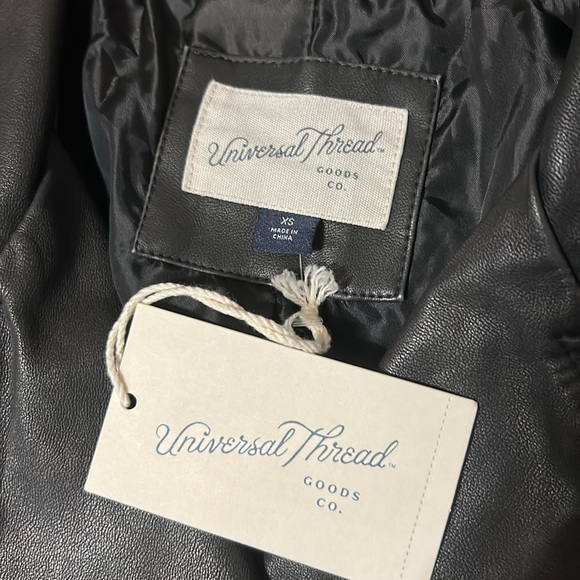 Universal Thread™
GOODS
CO.
XS
MADE IN
CHINA
Universal Thread™
GOODS
CO.